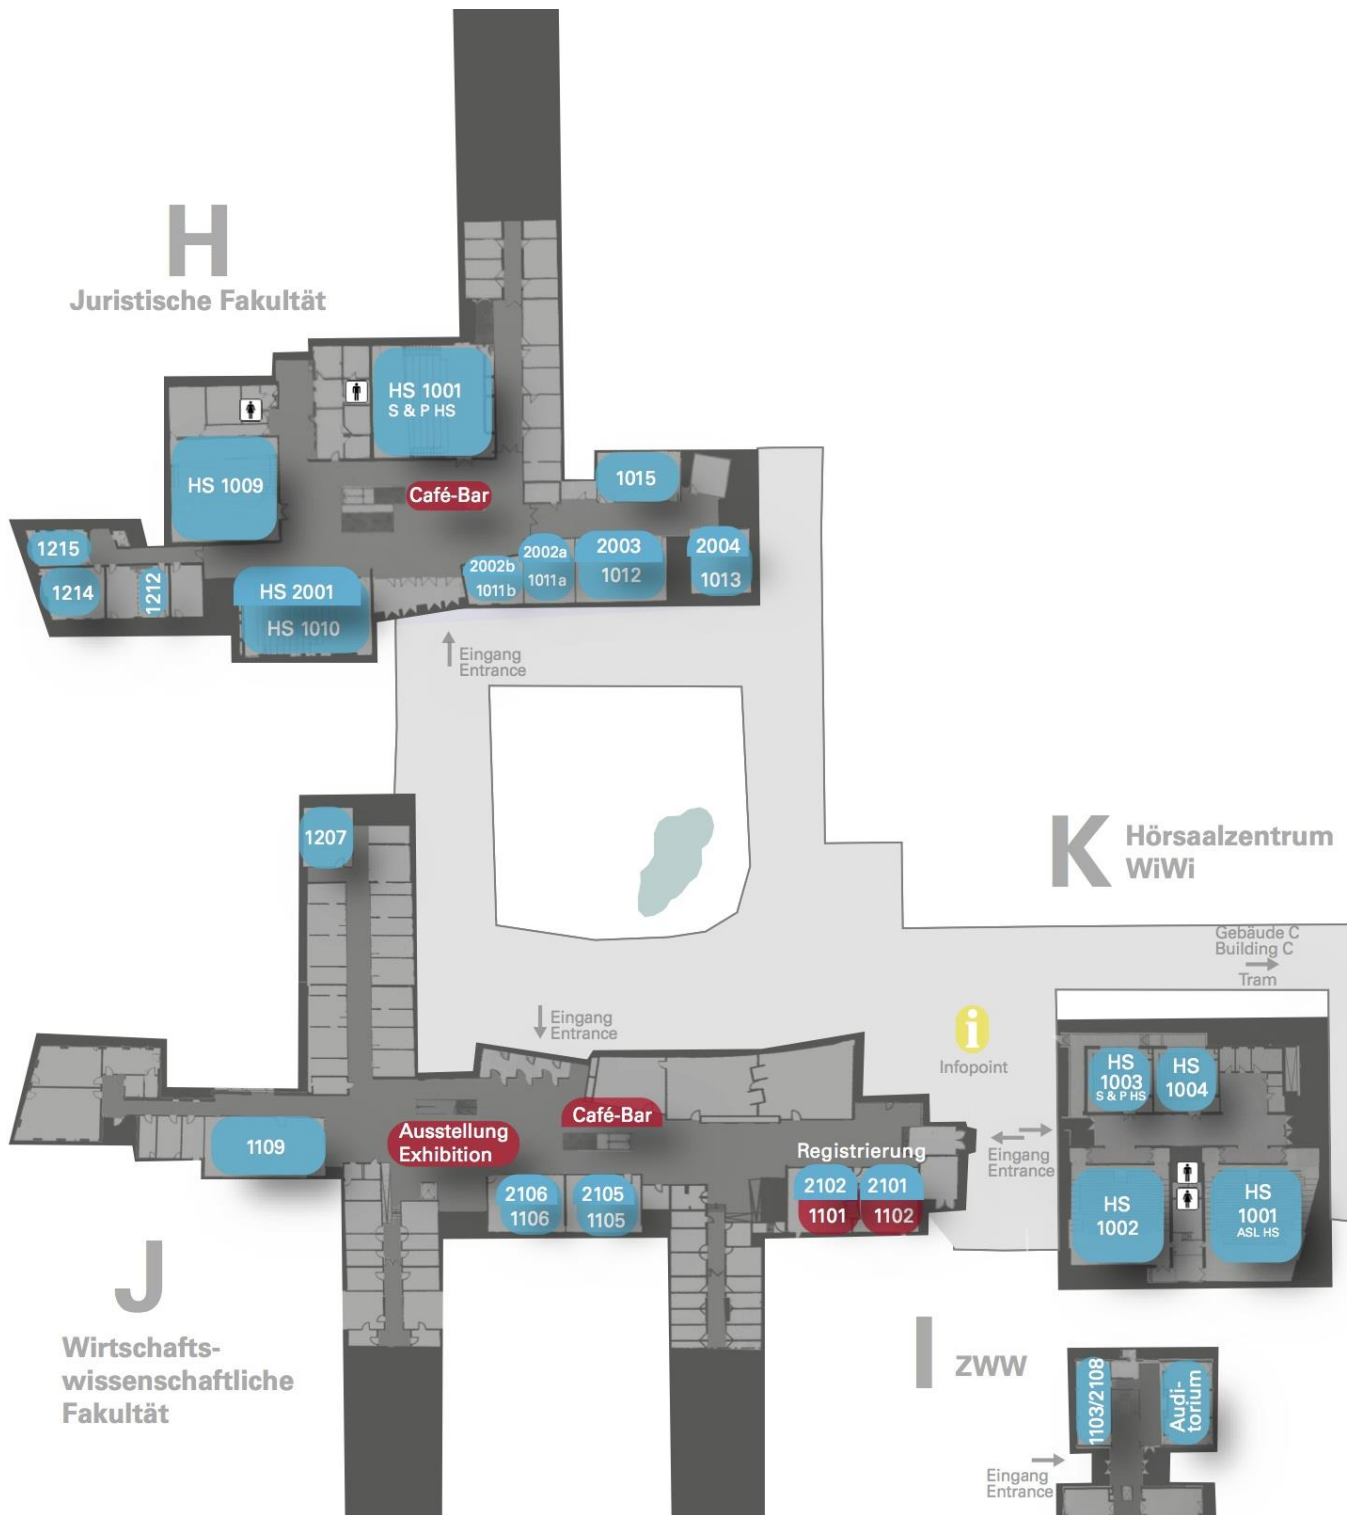 H
Juristische Fakultät
HS 1001
S & P HS
HS 1009
Café-Bar
1015
1215
1214
1212
HS 2001
HS 1010
2002b
1011b
2002a
1011a
2003
1012
2004
1013
Eingang
Entrance
1207
K
Hörsaalzentrum
WiWi
Gebäude C
Building C
Tram
Eingang
Entrance
i
Infopoint
HS
1003
S & P HS
HS
1004
Café-Bar
Ausstellung
Exhibition
1109
Registrierung
2106
1106
2105
1105
2102
1101
2101
1102
Eingang
Entrance
HS
1002
HS
1001
ASL HS
J
Wirtschafts-
wissenschaftliche
Fakultät
I
ZWW
1103/2108
Audi-
torium
Eingang
Entrance